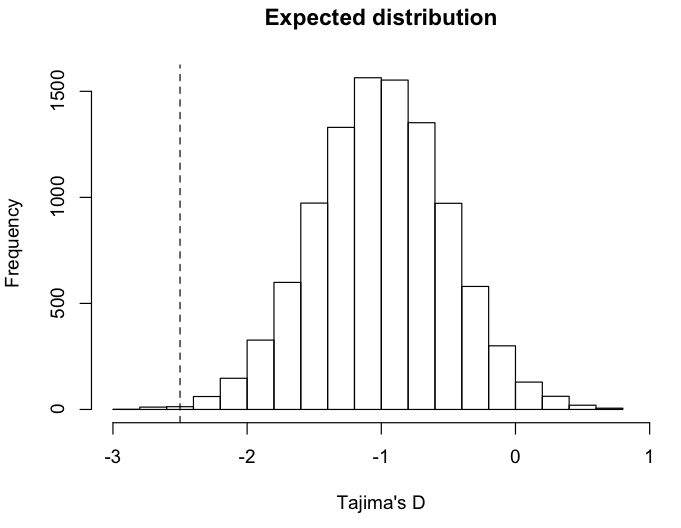 Expected distribution
1500
1000
500
0
Frequency
-3 -2 -1 0 1
Tajima's D